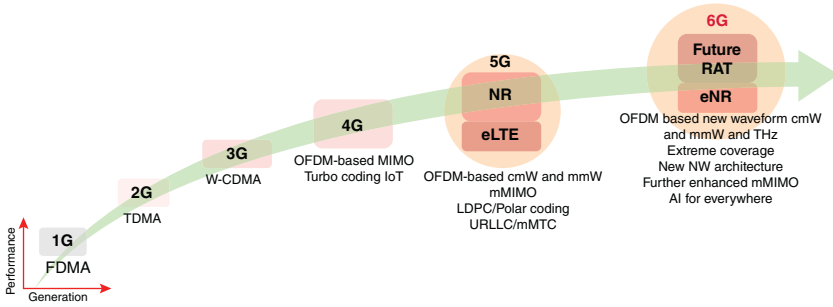 Performance
Generation
1G
FDMA
2G
TDMA
3G
W-CDMA
4G
OFDM-based MIMO
Turbo coding IoT
5G
NR
eLTE
OFDM-based cmW and mmW
mMIMO
LDPC/Polar coding
URLLC/mMTC
6G
Future
RAT
eNR
OFDM based new waveform cmW
and mmW and THz
Extreme coverage
New NW architecture
Further enhanced mMIMO
AI for everywhere